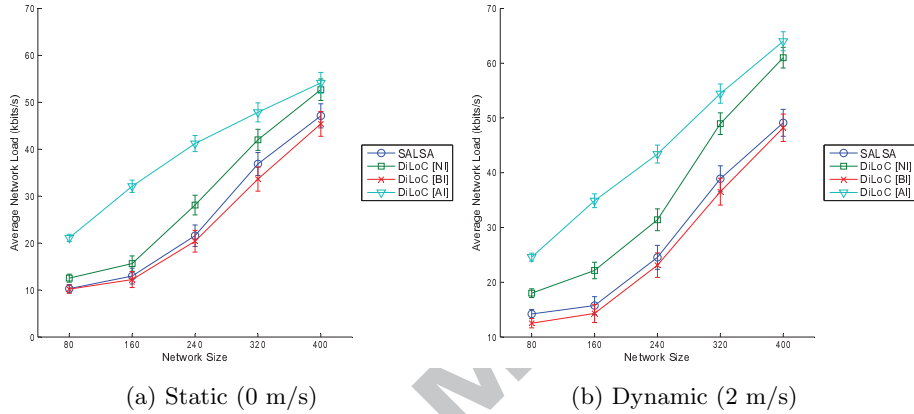 70
60
50
40
30
20
10
0
Average Network Load (kbits/s)
80 160 240 320 400
Network Size
SALSA
DiLoC [NI]
DiLoC [BI]
DiLoC [AI]
(a) Static (0 m/s)
70
60
50
40
30
20
10
Average Network Load (kbits/s)
80 160 240 320 400
Network Size
SALSA
DiLoC [NI]
DiLoC [BI]
DiLoC [AI]
(b) Dynamic (2 m/s)